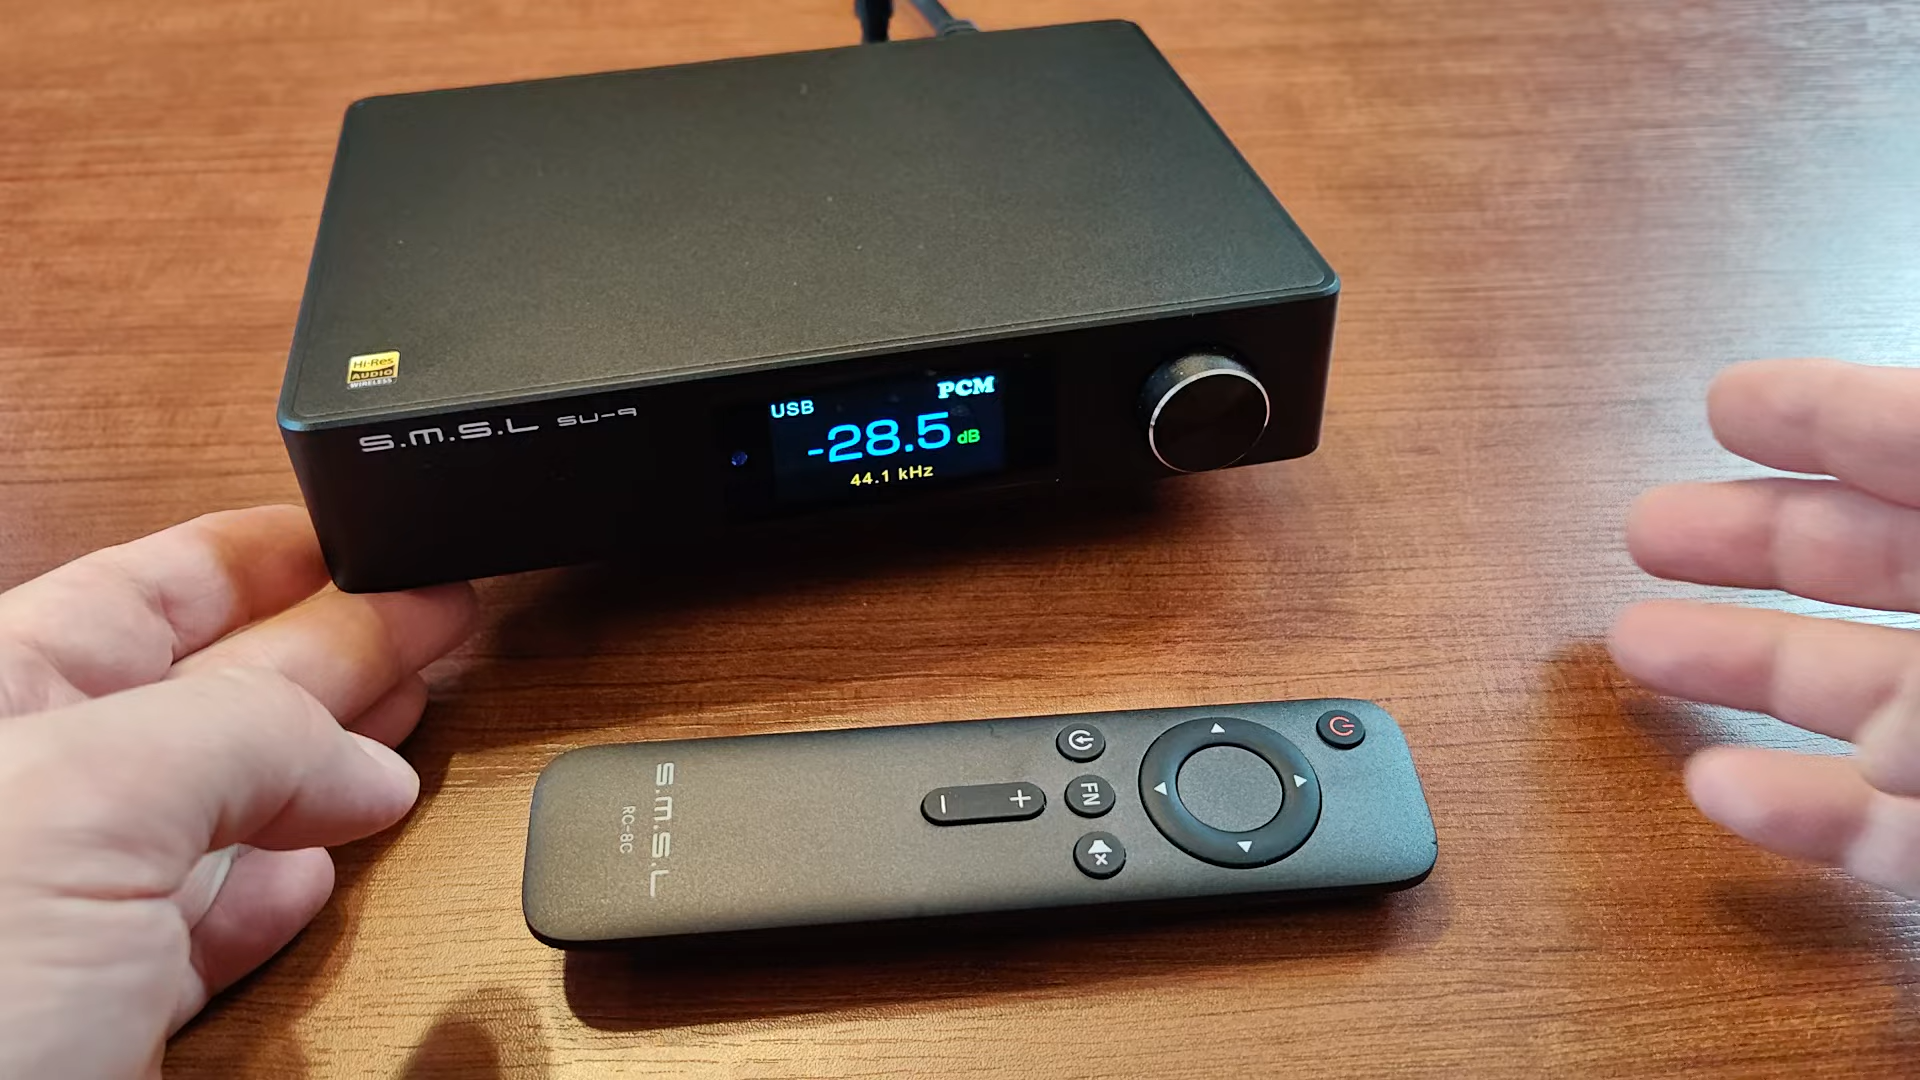 Hi-Res
AUDIO
WIRELESS
S.M.S.L SU-9
USB
PCM
-28.5 dB
44.1 kHz
FN
- +
S.M.S.L
RC-8C